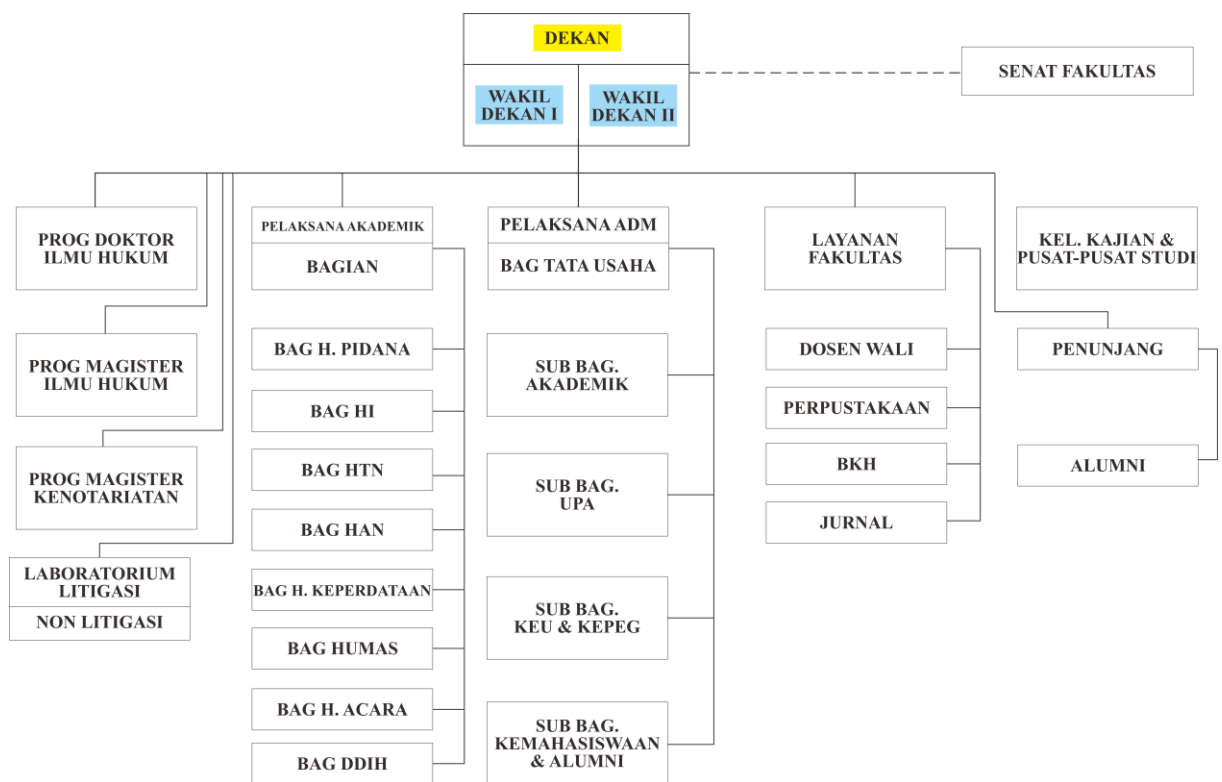 DEKAN
WAKIL
DEKAN I
WAKIL
DEKAN II
SENAT FAKULTAS
PROG DOKTOR
ILMU HUKUM
PROG MAGISTER
ILMU HUKUM
PROG MAGISTER
KENOTARIATAN
LABORATORIUM
LITIGASI
NON LITIGASI
PELAKSANA AKADEMIK
BAGIAN
BAG H. PIDANA
BAG HI
BAG HTN
BAG HAN
BAG H. KEPERDATAAN
BAG HUMAS
BAG H. ACARA
BAG DDIH
PELAKSANA ADM
BAG TATA USAHA
SUB BAG.
AKADEMIK
SUB BAG.
UPA
SUB BAG.
KEU & KEPEG
SUB BAG.
KEMAHASISWAAN
& ALUMNI
LAYANAN
FAKULTAS
DOSEN WALI
PERPUSTAKAAN
BKH
JURNAL
KEL. KAJIAN &
PUSAT-PUSAT STUDI
PENUNJANG
ALUMNI